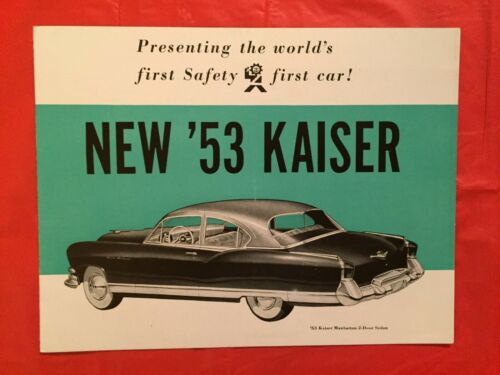 Presenting the world's
first Safety first car!
NEW '53 KAISER
'53 Kaiser Manhattan 2-Door Sedan